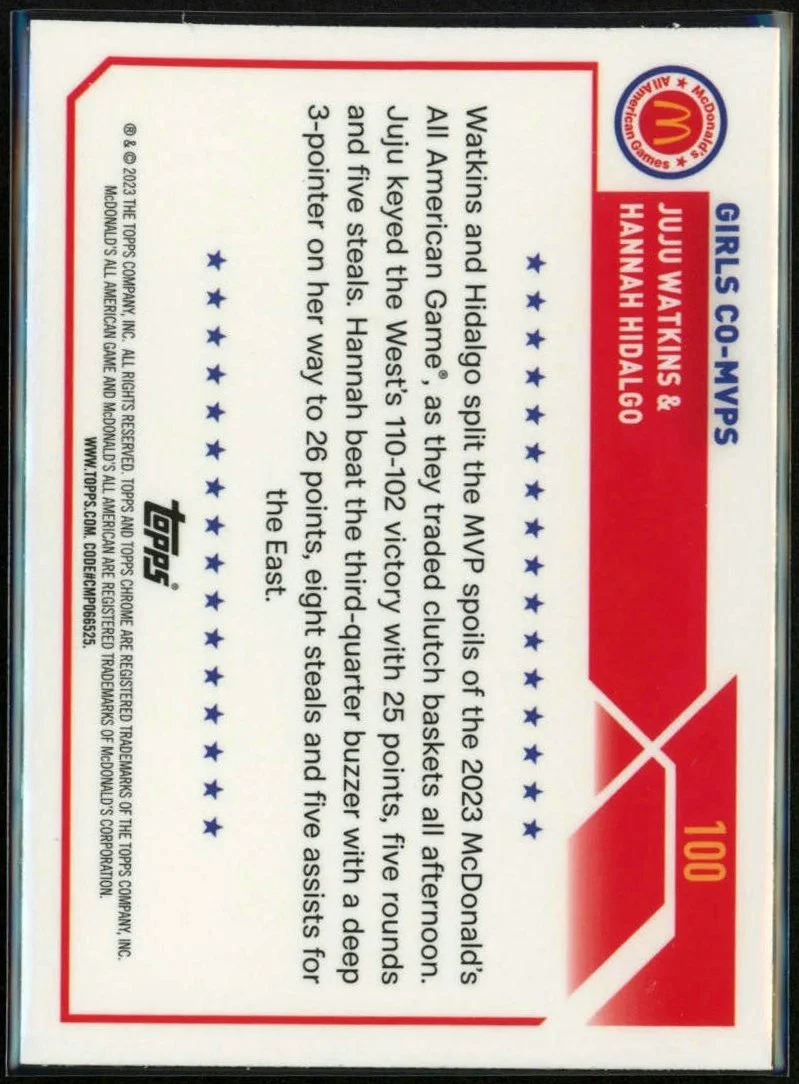 McDonald's
All American Games
GIRLS CO-MVPS
JUJU WATKINS &
HANNAH HIDALGO
100
Watkins and Hidalgo split the MVP spoils of the 2023 McDonald's
All American Game®, as they traded clutch baskets all afternoon.
Juju keyed the West's 110-102 victory with 25 points, five rounds
and five steals. Hannah beat the third-quarter buzzer with a deep
3-pointer on her way to 26 points, eight steals and five assists for
the East.
topps®
® & © 2023 THE TOPPS COMPANY, INC. ALL RIGHTS RESERVED. TOPPS AND TOPPS CHROME ARE REGISTERED TRADEMARKS OF THE TOPPS COMPANY, INC.
McDONALD'S ALL AMERICAN GAME AND McDONALD'S ALL AMERICAN ARE REGISTERED TRADEMARKS OF McDONALD'S CORPORATION.
WWW.TOPPS.COM. CODE#CMP066525.